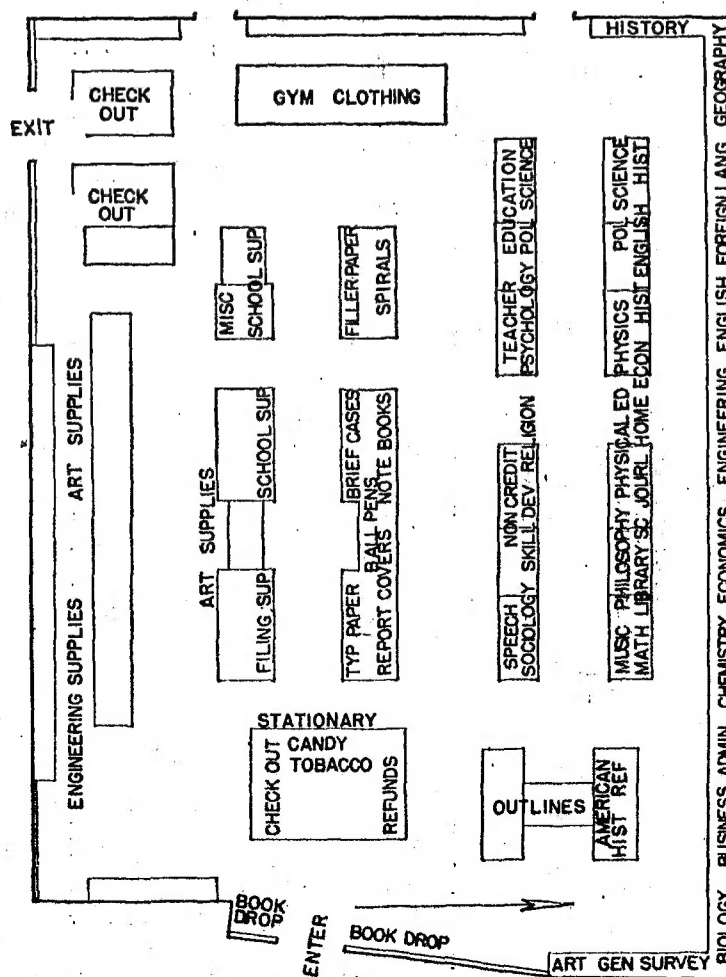 HISTORY
CHECK
OUT
GYM CLOTHING
EXIT
CHECK
OUT
MISC
SCHOOL SUP
FILLER PAPER
SPIRALS
TEACHER EDUCATION
PSYCHOLOGY POL SCIENCE
PHYSICS POL SCIENCE
HOME ECON HIST ENGLISH HIST
ENGINEERING SUPPLIES ART SUPPLIES
ART SUPPLIES
FILING SUP SCHOOL SUP
TYP PAPER BRIEF CASES
BALL PENS
REPORT COVERS NOTE BOOKS
SPEECH NON CREDIT
SOCIOLOGY SKILL DEV RELIGION
MUSIC PHILOSOPHY PHYSICAL ED
MATH LIBRARY SC JOURL
STATIONARY
CHECK OUT
CANDY
TOBACCO
REFUNDS
OUTLINES
AMERICAN
HIST REF
BOOK
DROP
ENTER
BOOK DROP
ART GEN SURVEY
BIOLOGY BUSINESS ADMIN CHEMISTRY ECONOMICS ENGINEERING ENGLISH FOREIGN LANG GEOGRAPHY